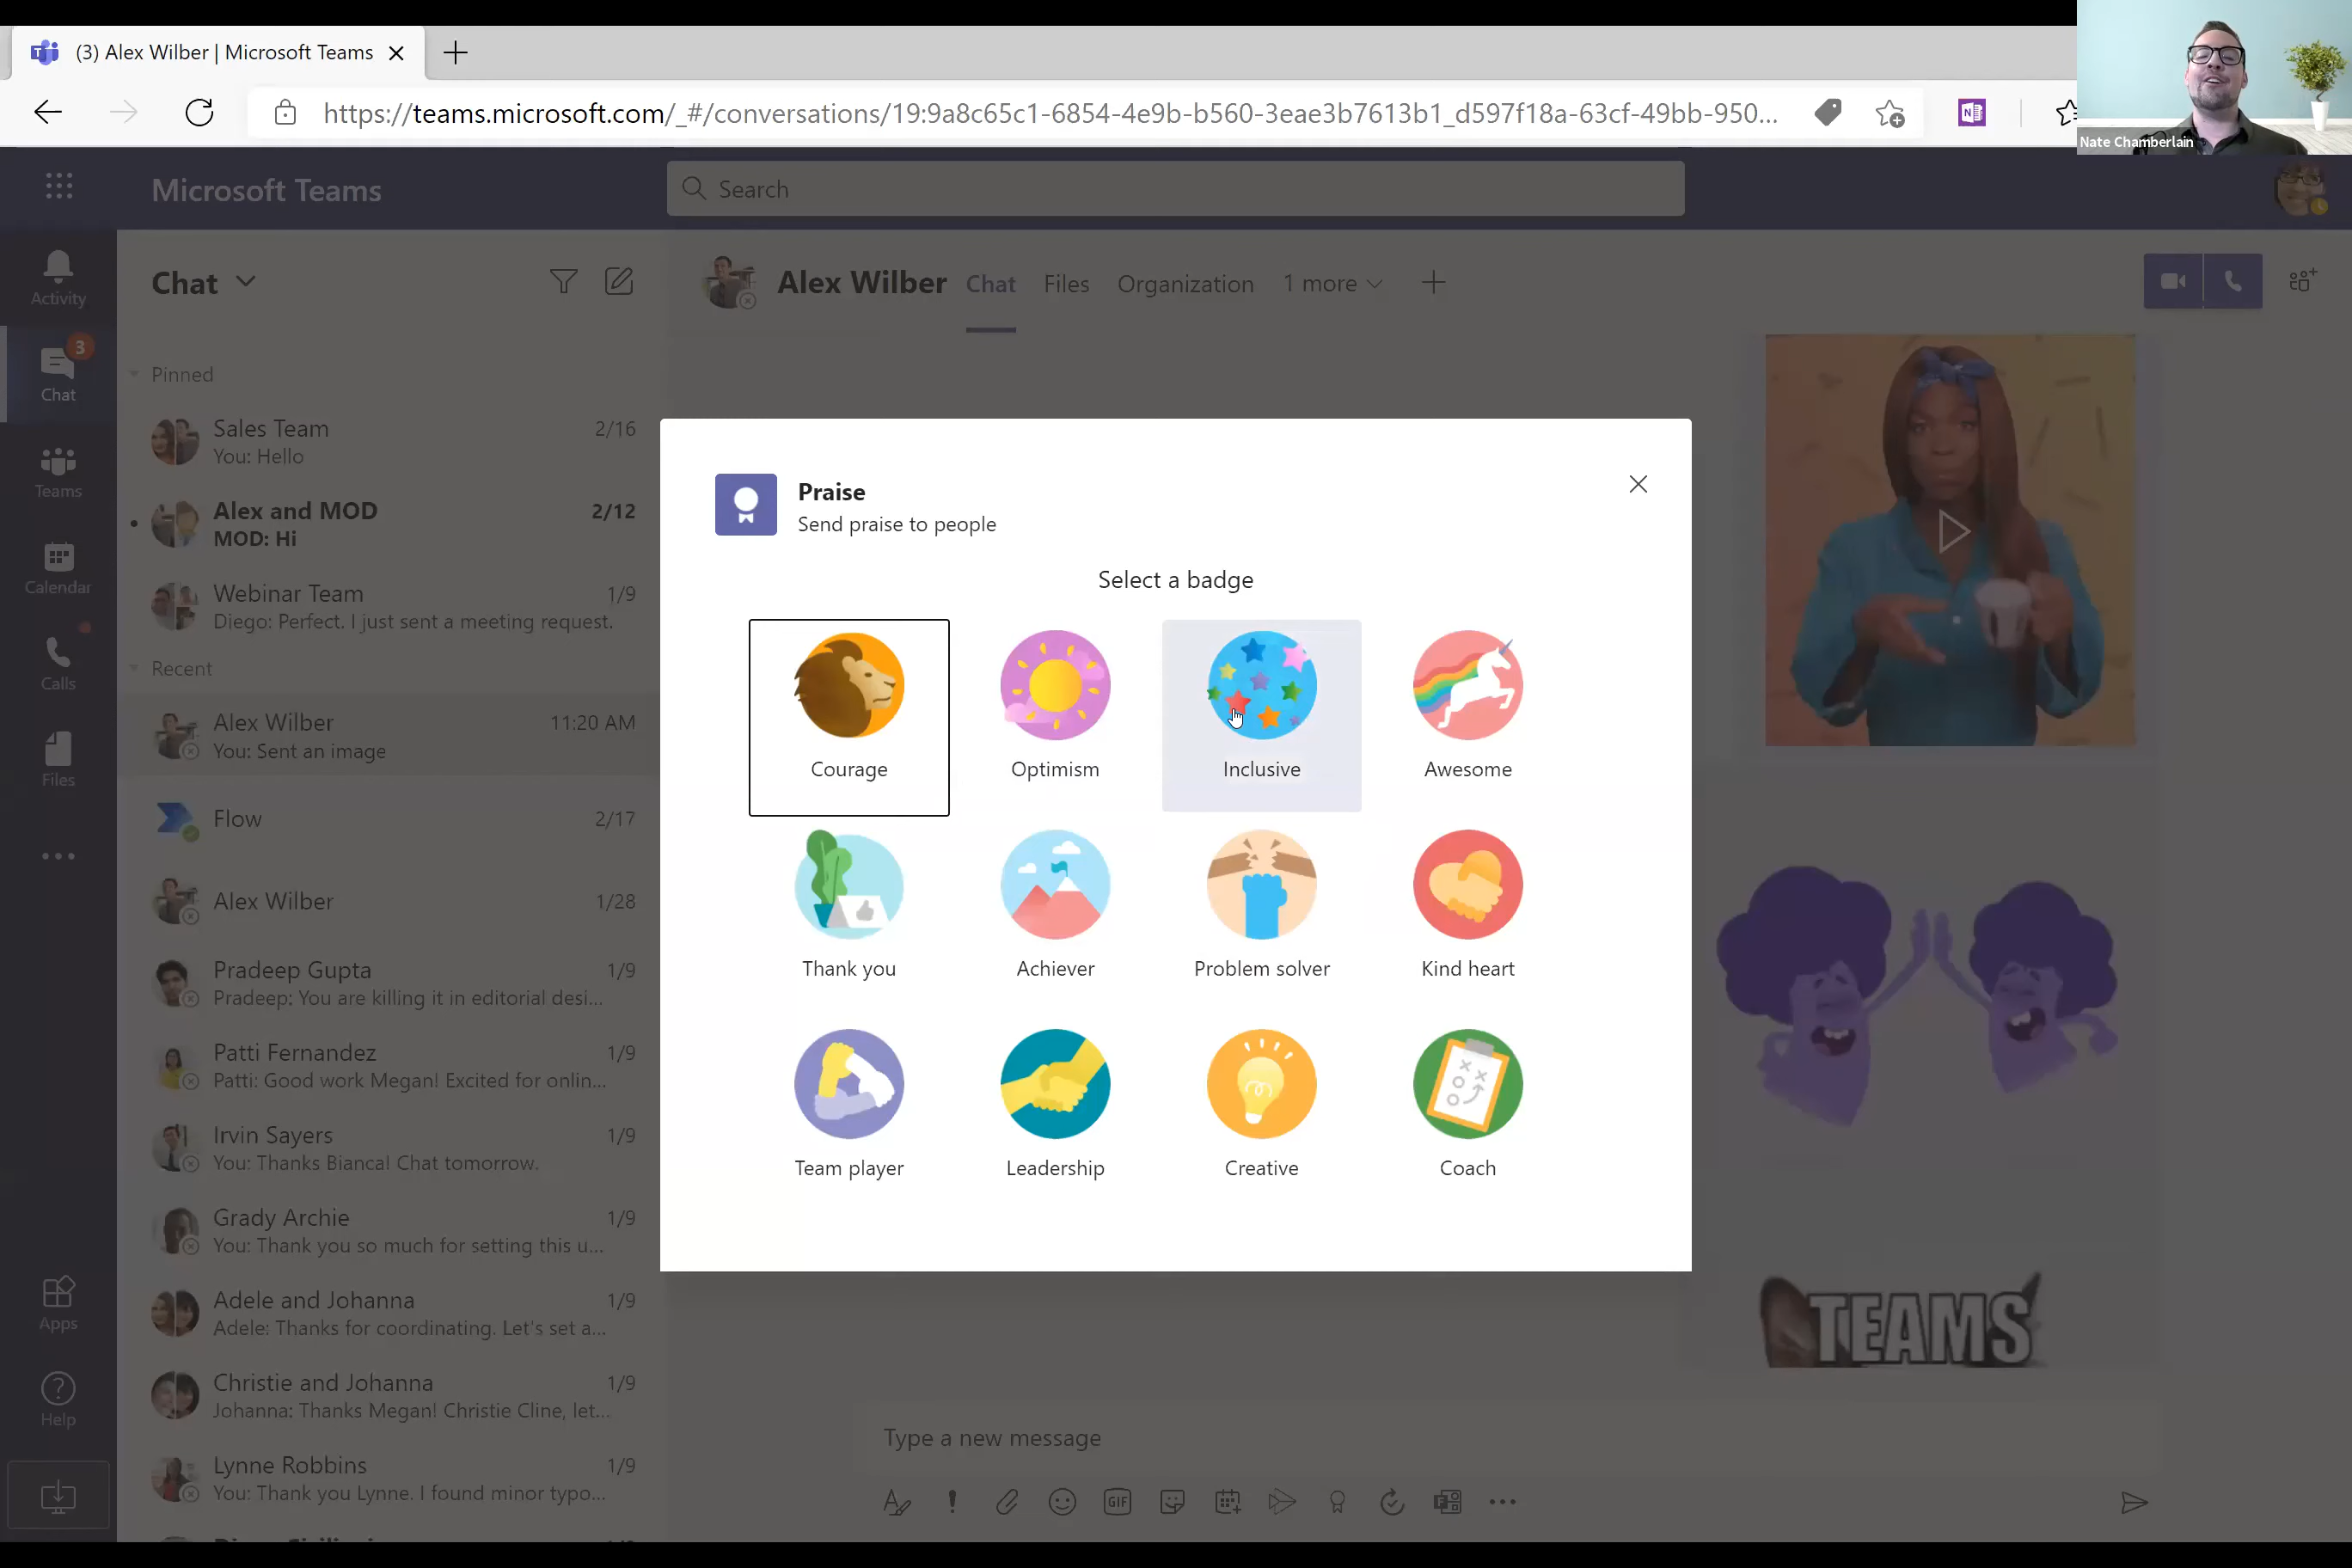 (3) Alex Wilber | Microsoft Teams
https://teams.microsoft.com/_#/conversations/19:9a8c65c1-6854-4e9b-b560-3eae3b7613b1_d597f18a-63cf-49bb-950...
Nate Chamberlain
Microsoft Teams
Search
Activity
Chat
3
Teams
Calendar
Calls
Files
Apps
Help
Chat
Pinned
Sales Team 2/16
You: Hello
Alex and MOD 2/12
MOD: Hi
Webinar Team 1/9
Diego: Perfect. I just sent a meeting request.
Recent
Alex Wilber 11:20 AM
You: Sent an image
Flow 2/17
Alex Wilber 1/28
Pradeep Gupta 1/9
Pradeep: You are killing it in editorial desi...
Patti Fernandez 1/9
Patti: Good work Megan! Excited for onlin...
Irvin Sayers 1/9
You: Thanks Bianca! Chat tomorrow.
Grady Archie 1/9
You: Thank you so much for setting this u...
Adele and Johanna 1/9
Adele: Thanks for coordinating. Let's set a...
Christie and Johanna 1/9
Johanna: Thanks Megan! Christie Cline, let...
Lynne Robbins 1/9
You: Thank you Lynne. I found minor typo...
Alex Wilber Chat Files Organization 1 more
Praise
Send praise to people
Select a badge
Courage Optimism Inclusive Awesome
Thank you Achiever Problem solver Kind heart
Team player Leadership Creative Coach
TEAMS
Type a new message
GIF